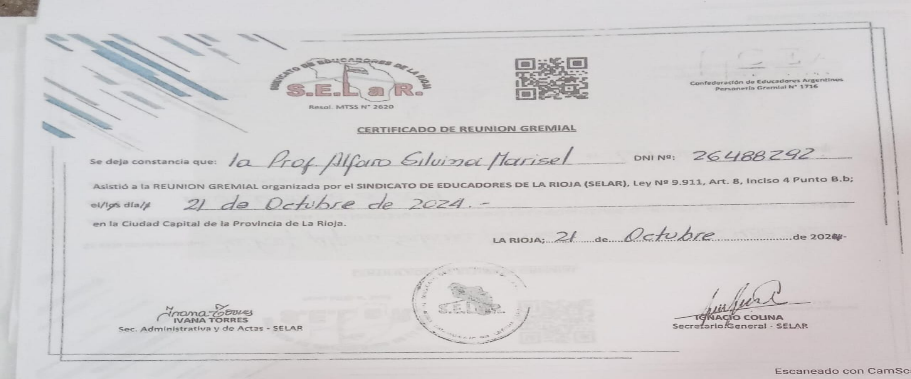 SINDICATO DE EDUCADORES DE LA RIOJA
S.E.L a R.
Resol. MTSS N° 2620
Confederación de Educadores Argentinos
Personería Gremial N° 1716
CERTIFICADO DE REUNION GREMIAL
Se deja constancia que: la Prof. Alfaro Silvina Marisel DNI Nº: 26488292
Asistió a la REUNION GREMIAL organizada por el SINDICATO DE EDUCADORES DE LA RIOJA (SELAR), Ley Nº 9.911, Art. 8, Inciso 4 Punto B.b;
el/los día/s 21 de Octubre de 2024.-
en la Ciudad Capital de la Provincia de La Rioja.
LA RIOJA; 21 de Octubre de 2024-
Ivana Torres
IVANA TORRES
Sec. Administrativa y de Actas - SELAR
S.E.L.a.R.
IGNACIO COLINA
Secretario General - SELAR
Escaneado con CamSc